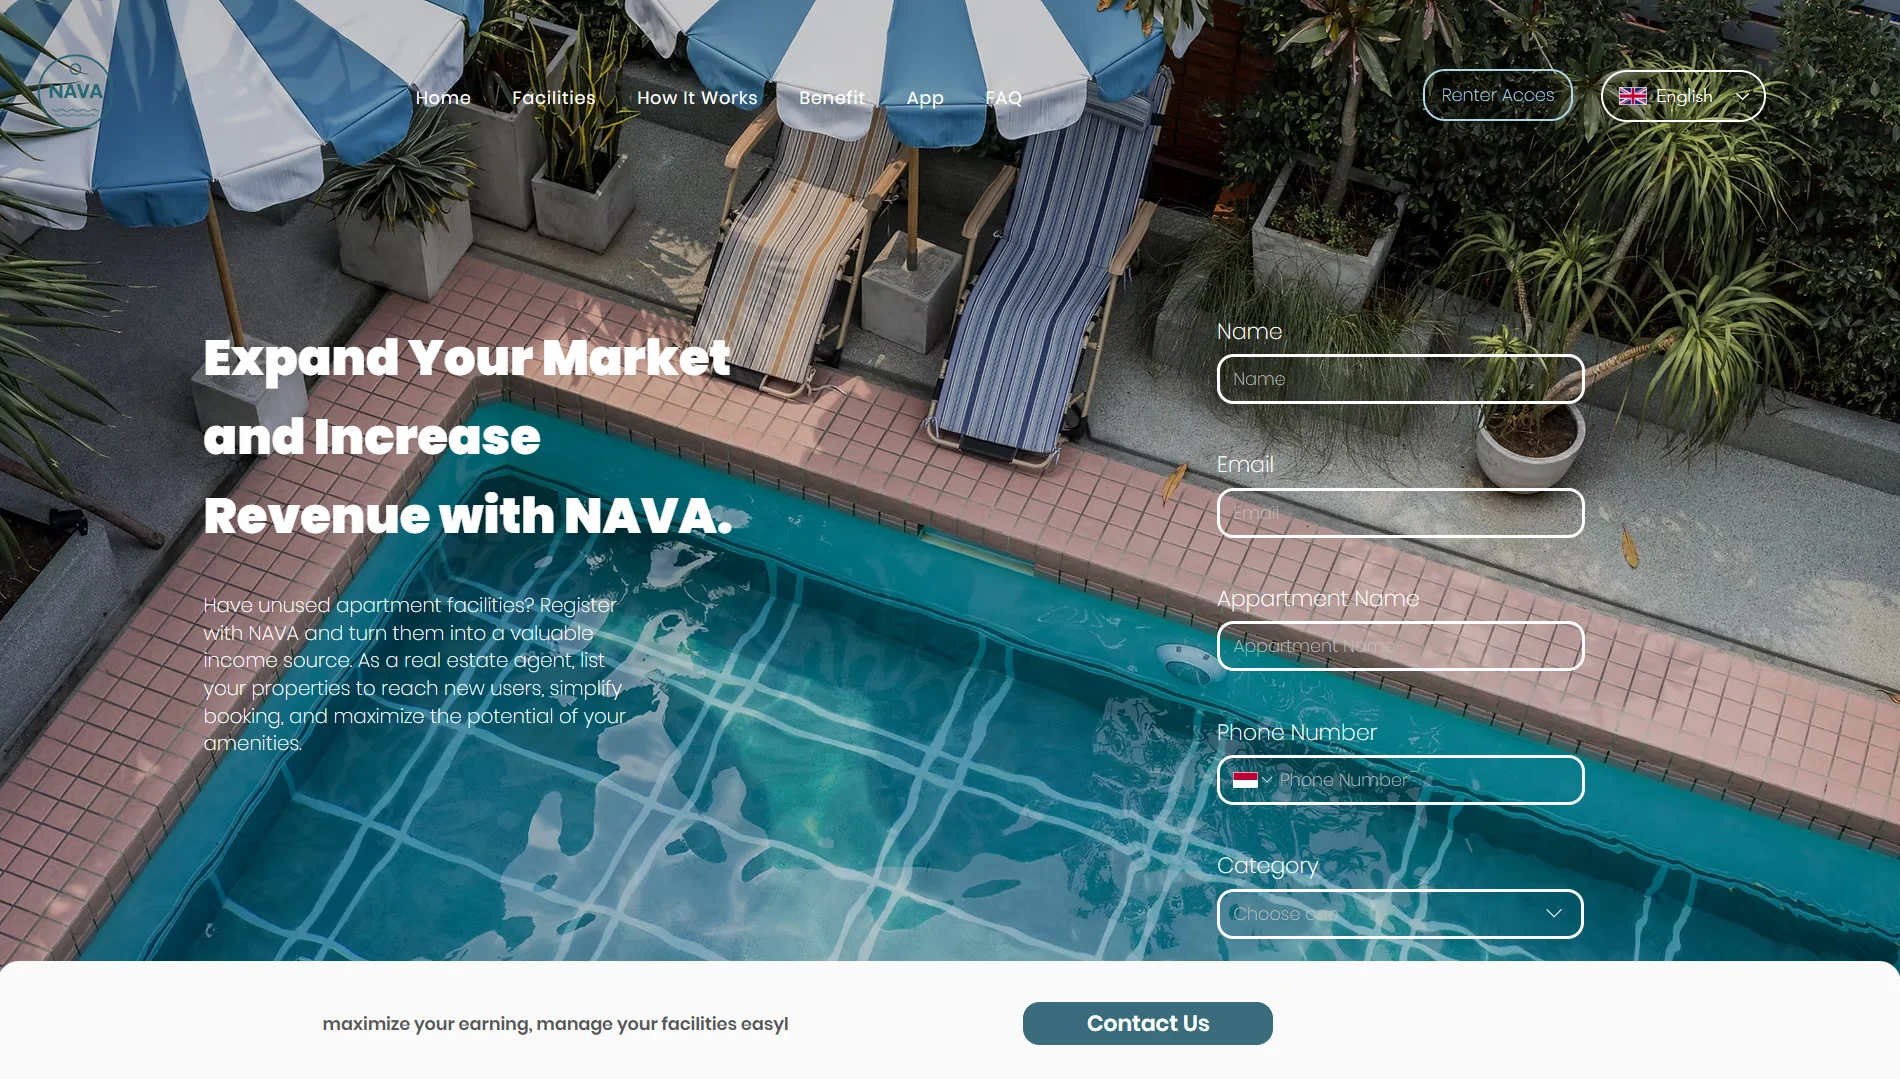 NAVA
Home
Facilities
How It Works
Benefit
App
FAQ
Renter Acces
English
Expand Your Market
and Increase
Revenue with NAVA.
Have unused apartment facilities? Register
with NAVA and turn them into a valuable
income source. As a real estate agent, list
your properties to reach new users, simplify
booking, and maximize the potential of your
amenities.
Name
Name
Email
Email
Appartment Name
Appartment Name
Phone Number
Phone Number
Category
Choose one
maximize your earning, manage your facilities easyl
Contact Us